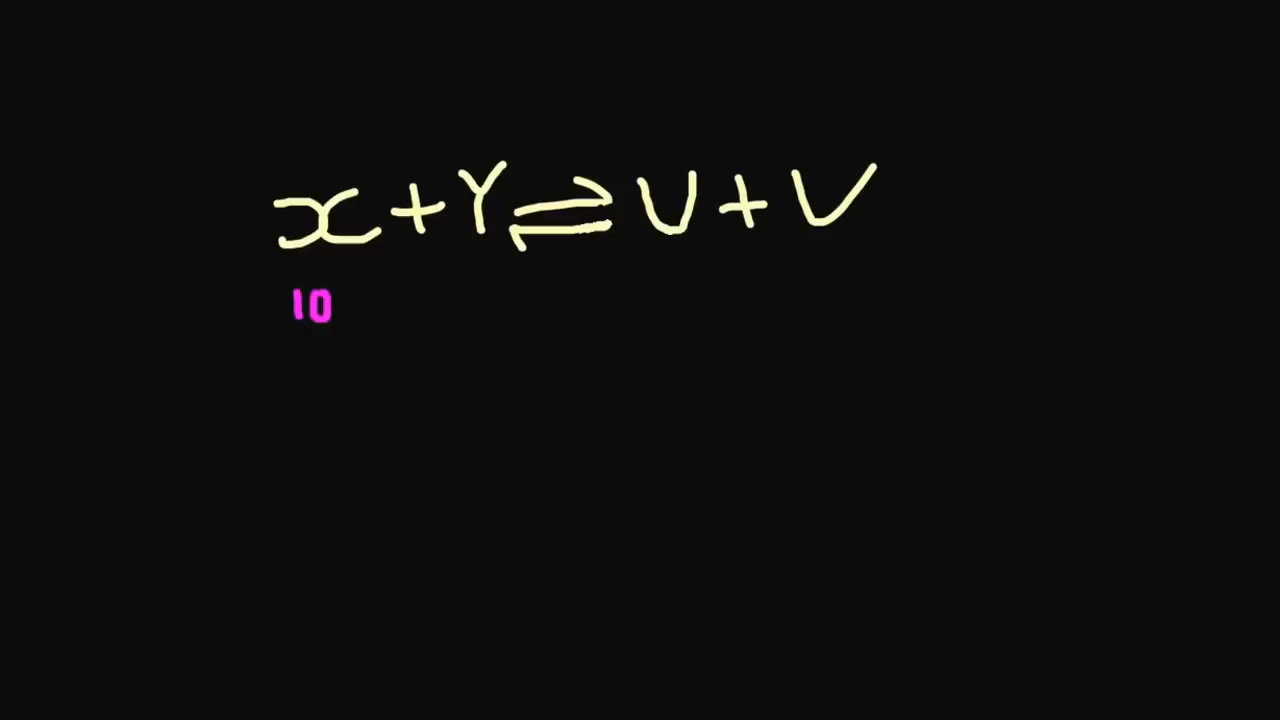 x + Y ⇌ U + V
10